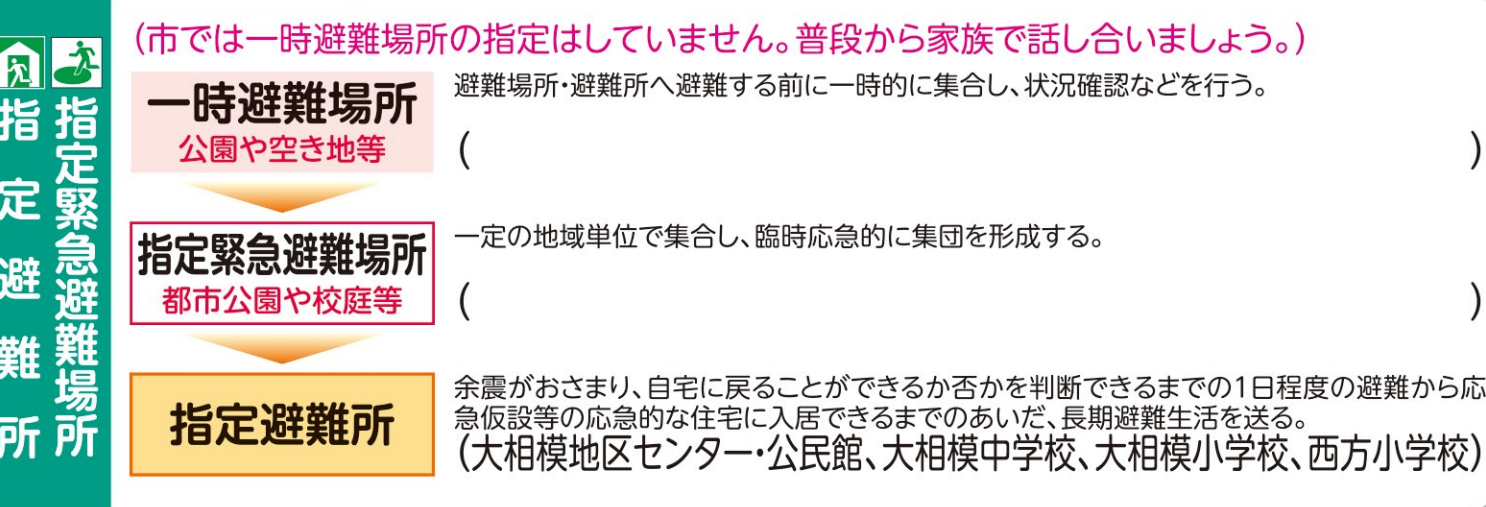 指定緊急避難場所
指定避難所
(市では一時避難場所の指定はしていません。普段から家族で話し合いましょう。)
一時避難場所
公園や空き地等
避難場所・避難所へ避難する前に一時的に集合し、状況確認などを行う。
( )
指定緊急避難場所
都市公園や校庭等
一定の地域単位で集合し、臨時応急的に集団を形成する。
( )
指定避難所
余震がおさまり、自宅に戻ることができるか否かを判断できるまでの1日程度の避難から応
急仮設等の応急的な住宅に入居できるまでのあいだ、長期避難生活を送る。
(大相模地区センター・公民館、大相模中学校、大相模小学校、西方小学校)